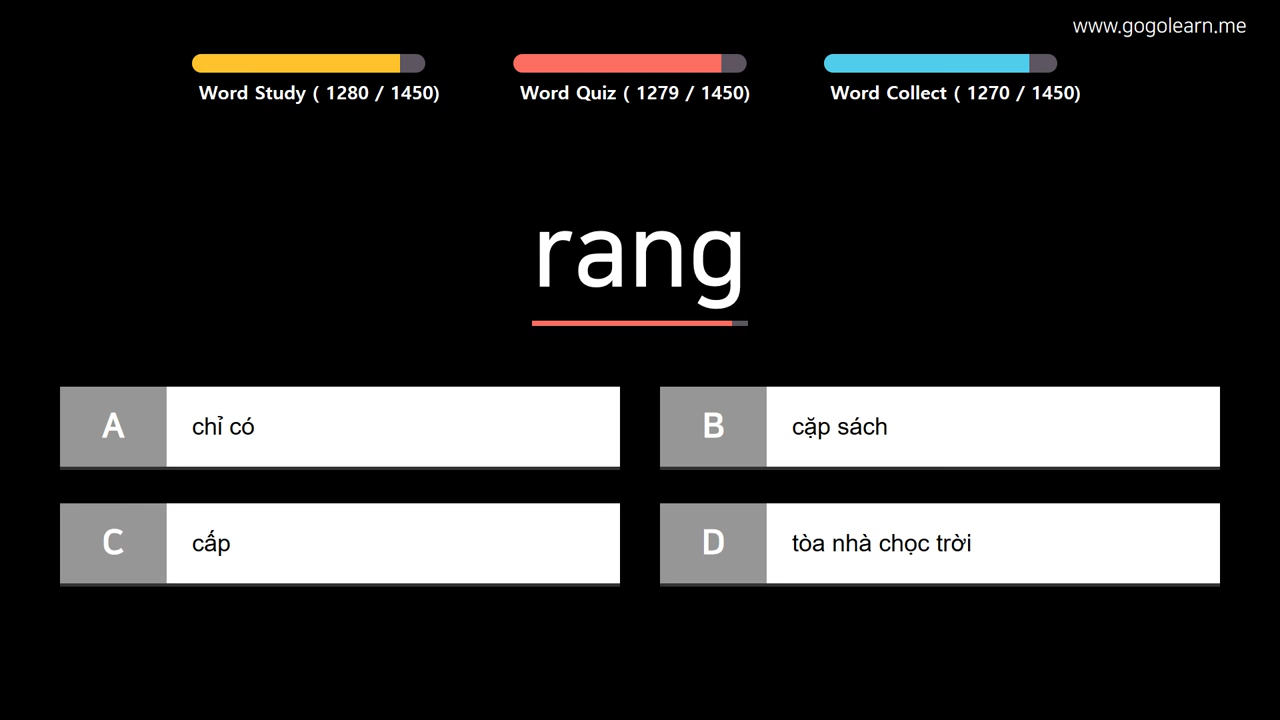 www.gogolearn.me
Word Study ( 1280 / 1450)
Word Quiz ( 1279 / 1450)
Word Collect ( 1270 / 1450)
rang
A chỉ có
B cặp sách
C cấp
D tòa nhà chọc trời